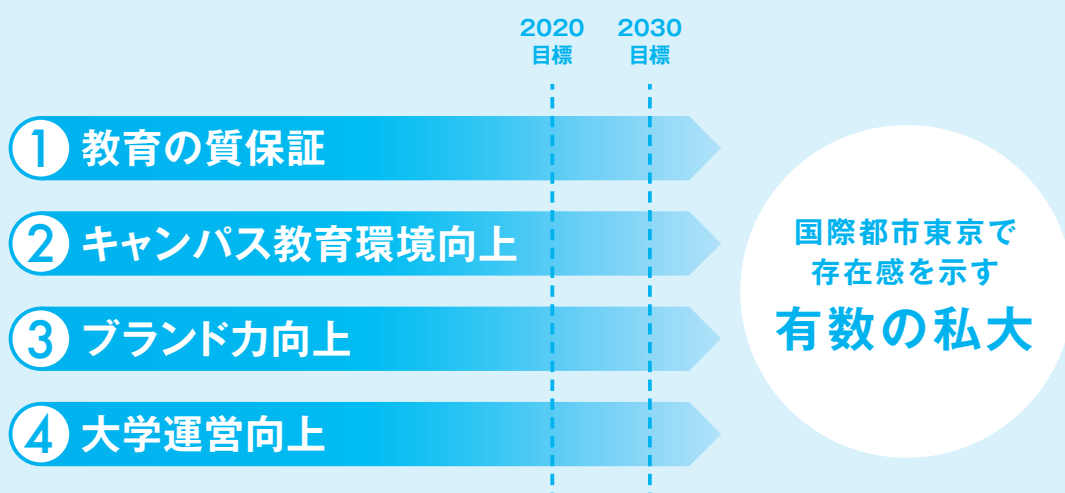 2020
目標
2030
目標
1 教育の質保証
2 キャンパス教育環境向上
3 ブランド力向上
4 大学運営向上
国際都市東京で
存在感を示す
有数の私大